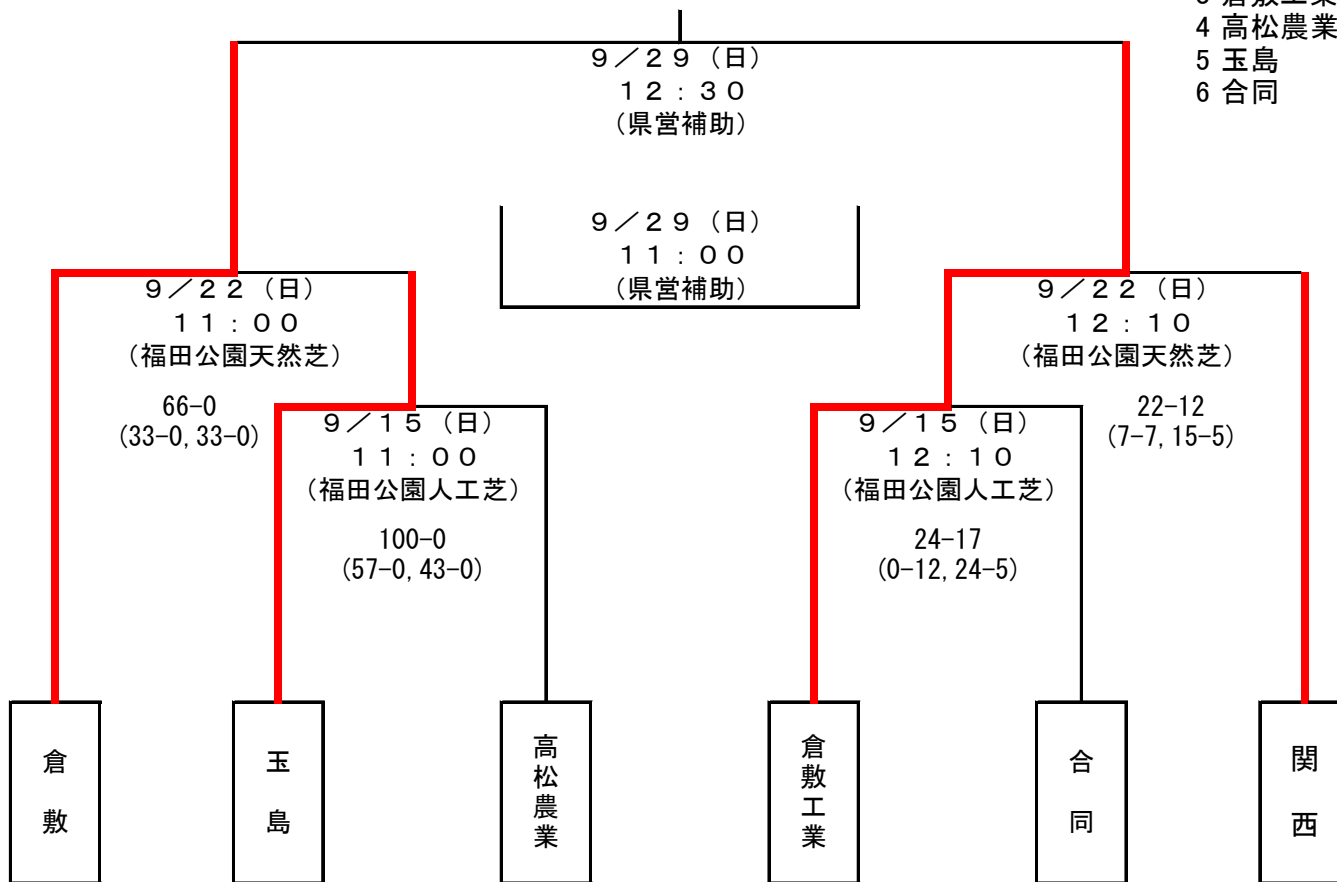 3 倉敷工業
4 高松農業
5 玉島
6 合同
9/29(日)
12:30
(県営補助)
9/29(日)
11:00
(県営補助)
9/22(日)
11:00
(福田公園天然芝)
66-0
(33-0,33-0)
9/22(日)
12:10
(福田公園天然芝)
22-12
(7-7,15-5)
9/15(日)
11:00
(福田公園人工芝)
100-0
(57-0,43-0)
9/15(日)
12:10
(福田公園人工芝)
24-17
(0-12,24-5)
倉敷
玉島
高松農業
倉敷工業
合同
関西